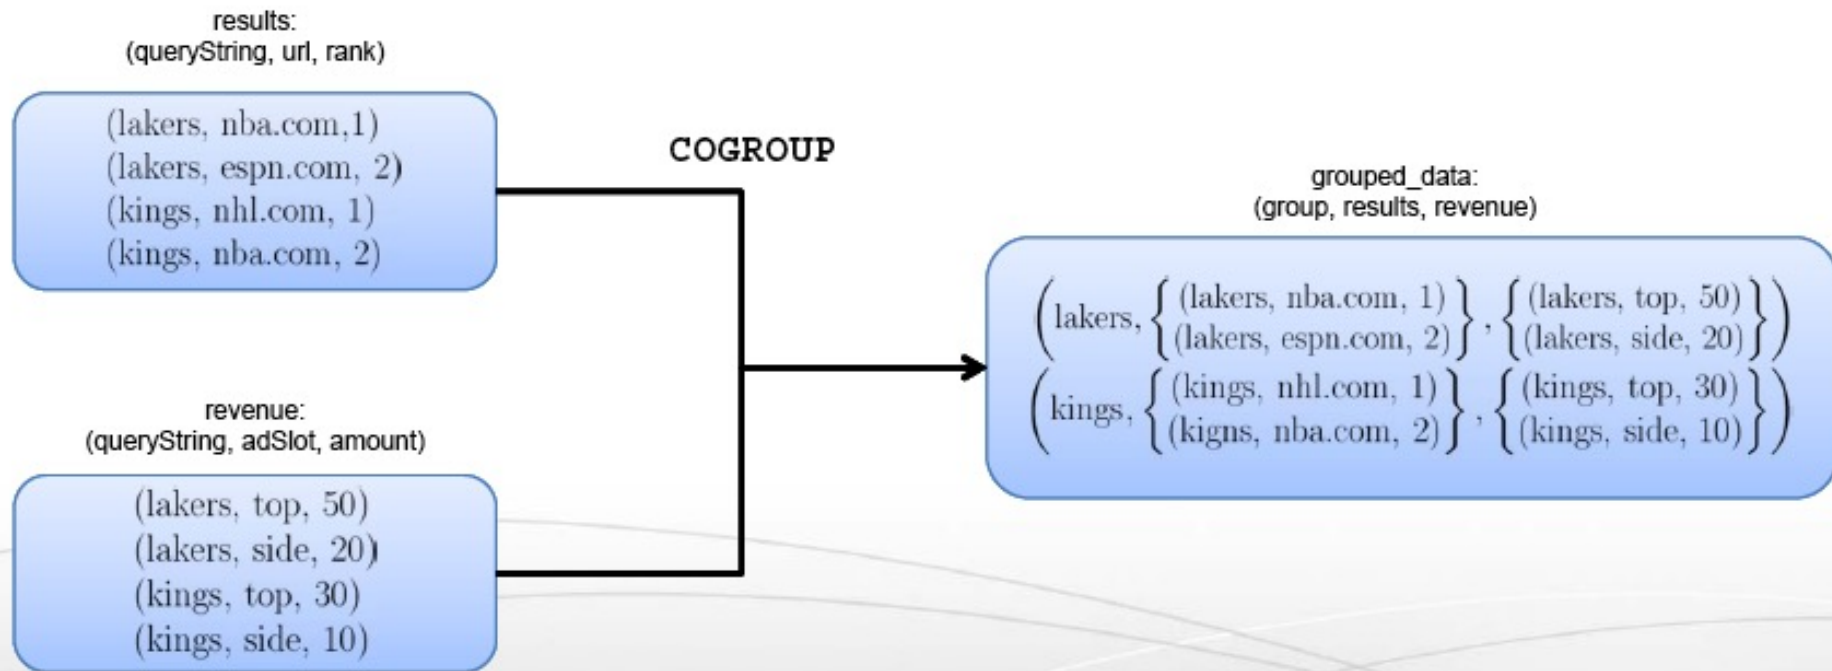 results:
(queryString, url, rank)
(lakers, nba.com,1)
(lakers, espn.com, 2)
(kings, nhl.com, 1)
(kings, nba.com, 2)
COGROUP
revenue:
(queryString, adSlot, amount)
(lakers, top, 50)
(lakers, side, 20)
(kings, top, 30)
(kings, side, 10)
grouped_data:
(group, results, revenue)
(lakers, {(lakers, nba.com, 1)
(lakers, espn.com, 2)}, {(lakers, top, 50)
(lakers, side, 20)})
(kings, {(kings, nhl.com, 1)
(kigns, nba.com, 2)}, {(kings, top, 30)
(kings, side, 10)})